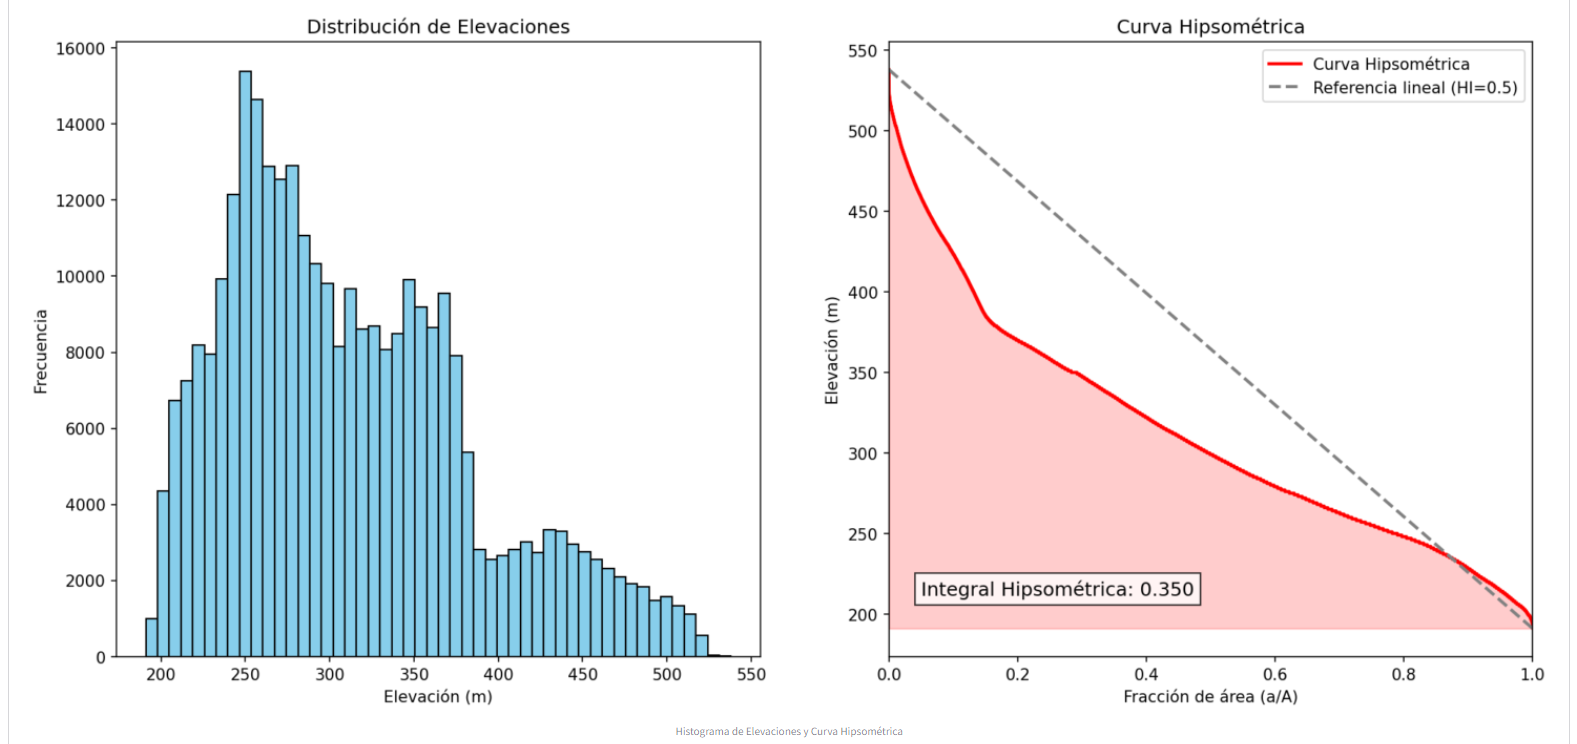 Distribución de Elevaciones
16000
14000
12000
10000
8000
6000
4000
2000
0
Frecuencia
200 250 300 350 400 450 500 550
Elevación (m)
Curva Hipsométrica
550
500
450
400
350
300
250
200
Elevación (m)
Curva Hipsométrica
Referencia lineal (HI=0.5)
Integral Hipsométrica: 0.350
0.0 0.2 0.4 0.6 0.8 1.0
Fracción de área (a/A)
Histograma de Elevaciones y Curva Hipsométrica